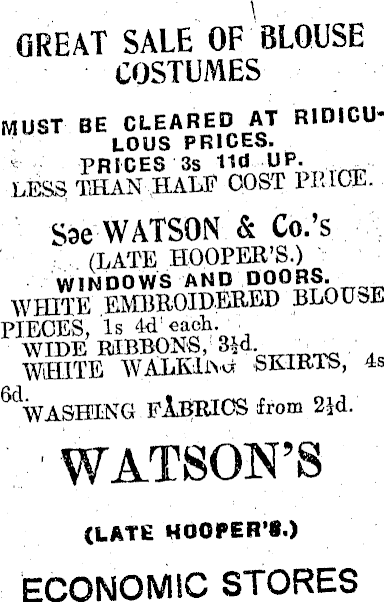 GREAT SALE OF BLOUSE
COSTUMES
MUST BE CLEARED AT RIDICU-
LOUS PRICES.
PRICES 3s 11d UP.
LESS THAN HALF COST PRICE.
See WATSON & Co.'s
(LATE HOOPER'S.)
WINDOWS AND DOORS.
WHITE EMBROIDERED BLOUSE
PIECES, 1s 4d each.
WIDE RIBBONS, 3½d.
WHITE WALKING SKIRTS, 4s
6d.
WASHING FABRICS from 2½d.
WATSON'S
(LATE HOOPER'S.)
ECONOMIC STORES